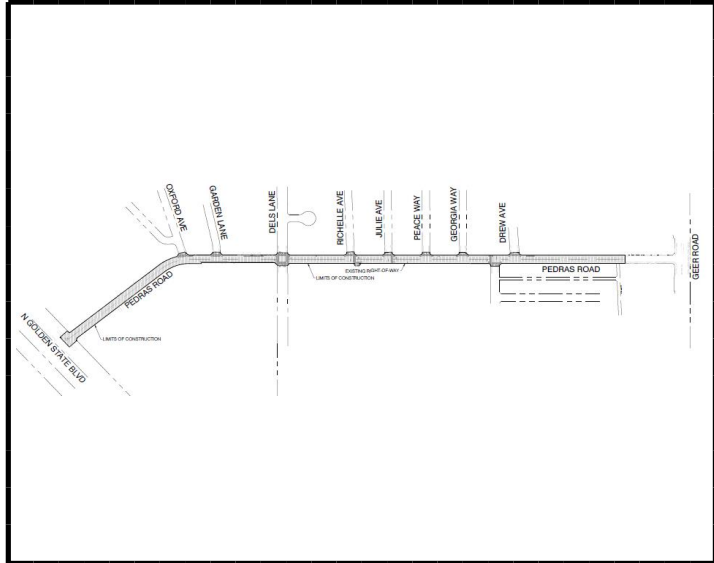 OXFORD AVE
GARDEN LANE
DELS LANE
RICHELLE AVE
JULIE AVE
PEACE WAY
GEORGIA WAY
DREW AVE
GEER ROAD
EXISTING RIGHT-OF-WAY
LIMITS OF CONSTRUCTION
PEDRAS ROAD
PEDRAS ROAD
LIMITS OF CONSTRUCTION
N GOLDEN STATE BLVD